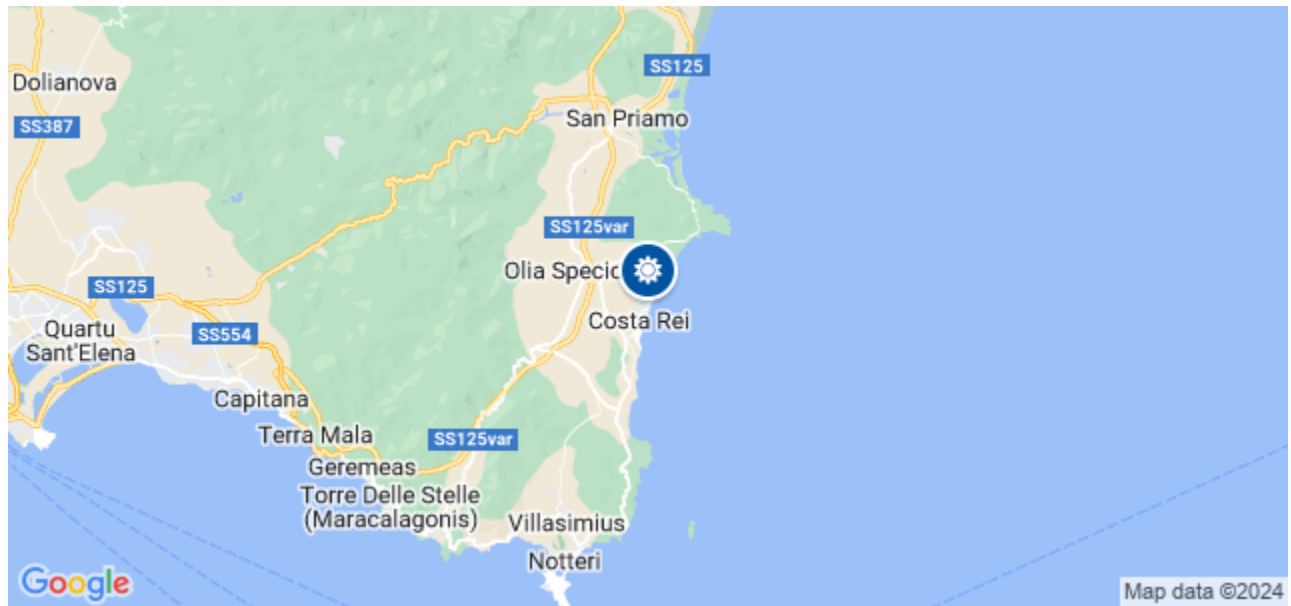 SS125
Dolianova
San Priamo
SS387
SS125var
Olia Specio
SS125
Costa Rei
Quartu
Sant'Elena
SS554
Capitana
Terra Mala
SS125var
Geremeas
Torre Delle Stelle
(Maracalagonis)
Villasimius
Notteri
Google
Map data ©2024